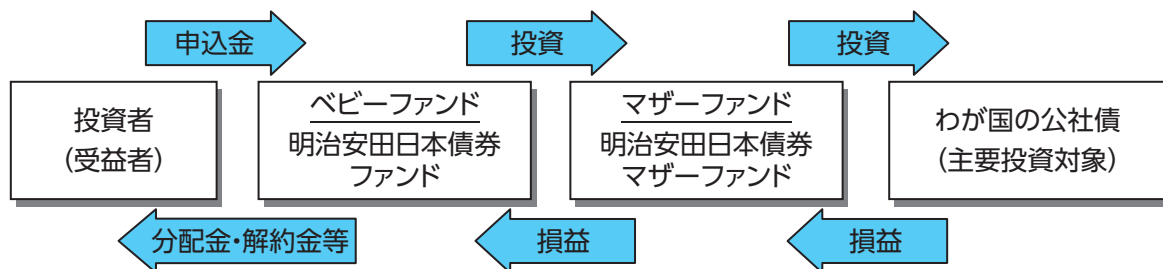 申込金
投資
投資
投資者
(受益者)
ベビーファンド
明治安田日本債券
ファンド
マザーファンド
明治安田日本債券
マザーファンド
わが国の公社債
(主要投資対象)
分配金・解約金等
損益
損益